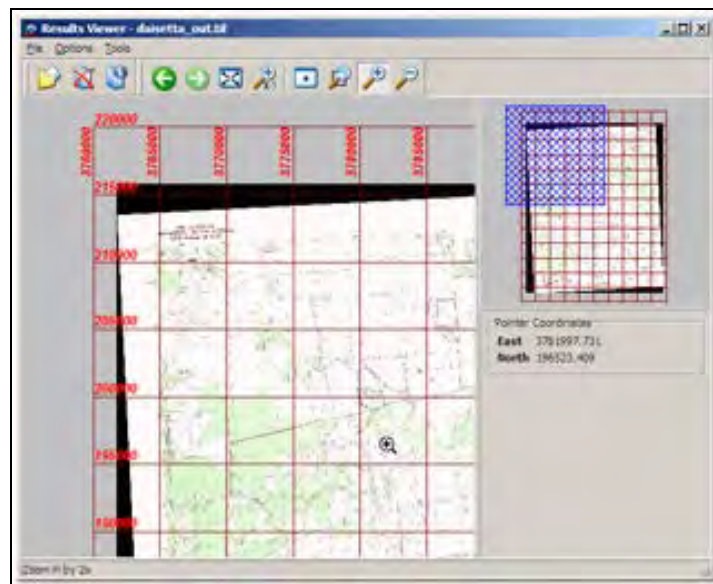 Results Viewer - daisetta_out.tif
File Options Tools
220000
3760000 3765000 3770000 3775000 3780000 3785000
215000
210000
205000
200000
195000
190000
Pointer Coordinates
East 3781997.731
North 196523.409
Zoom in by 2x